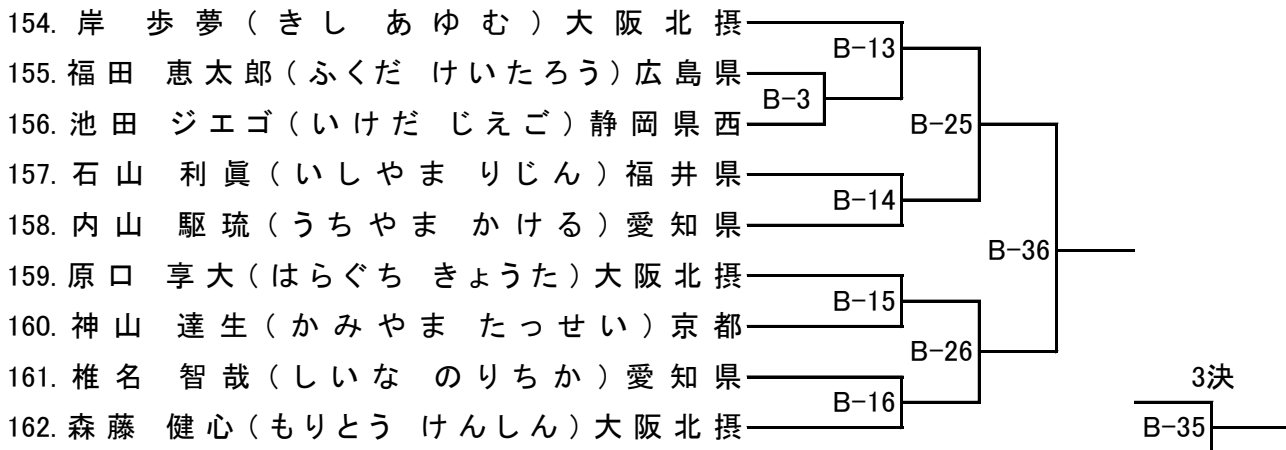 154. 岸 歩夢(きし あゆむ)大阪北摂
B-13
155. 福田 恵太郎(ふくだ けいたろう)広島県
B-3
156. 池田 ジエゴ(いけだ じえご)静岡県西
B-25
157. 石山 利眞(いしやま りじん)福井県
B-14
158. 内山 駆琉(うちやま かける)愛知県
B-36
159. 原口 享大(はらぐち きょうた)大阪北摂
B-15
160. 神山 達生(かみやま たっせい)京都
B-26
161. 椎名 智哉(しいな のりちか)愛知県
3決
B-16
162. 森藤 健心(もりとう けんしん)大阪北摂
B-35